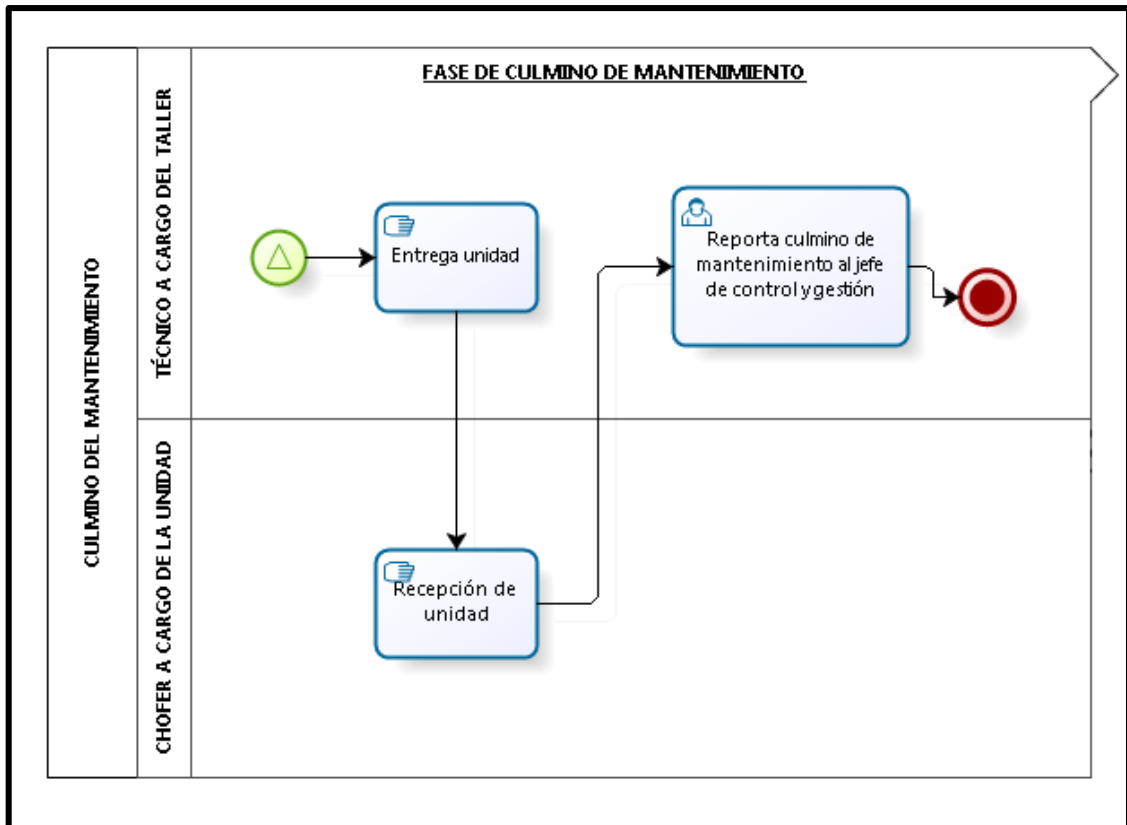 CULMINO DEL MANTENIMIENTO
TÉCNICO A CARGO DEL TALLER
FASE DE CULMINO DE MANTENIMIENTO
Entrega unidad
Reporta culmino de
mantenimiento al jefe
de control y gestión
CHOFER A CARGO DE LA UNIDAD
Recepción de
unidad